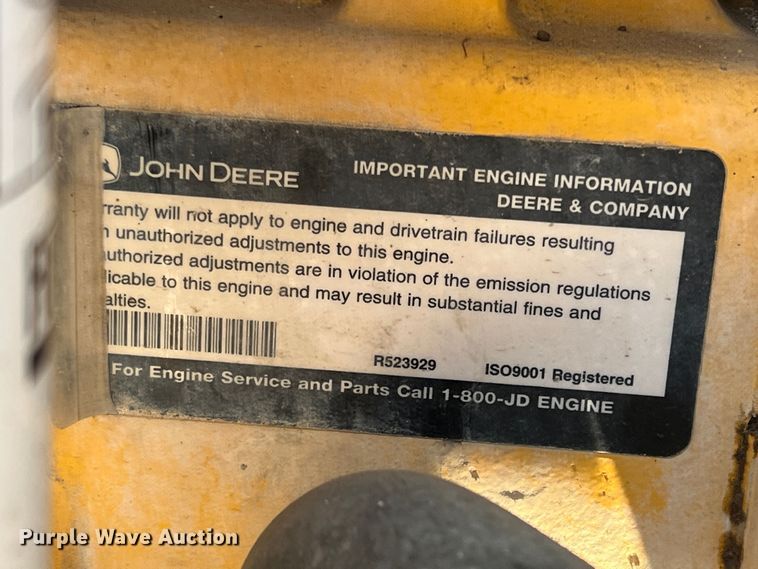 JOHN DEERE
IMPORTANT ENGINE INFORMATION
DEERE & COMPANY
rranty will not apply to engine and drivetrain failures resulting
unauthorized adjustments to this engine.
uthorized adjustments are in violation of the emission regulations
licable to this engine and may result in substantial fines and
alties.
R523929
ISO9001 Registered
For Engine Service and Parts Call 1-800-JD ENGINE
Purple Wave Auction